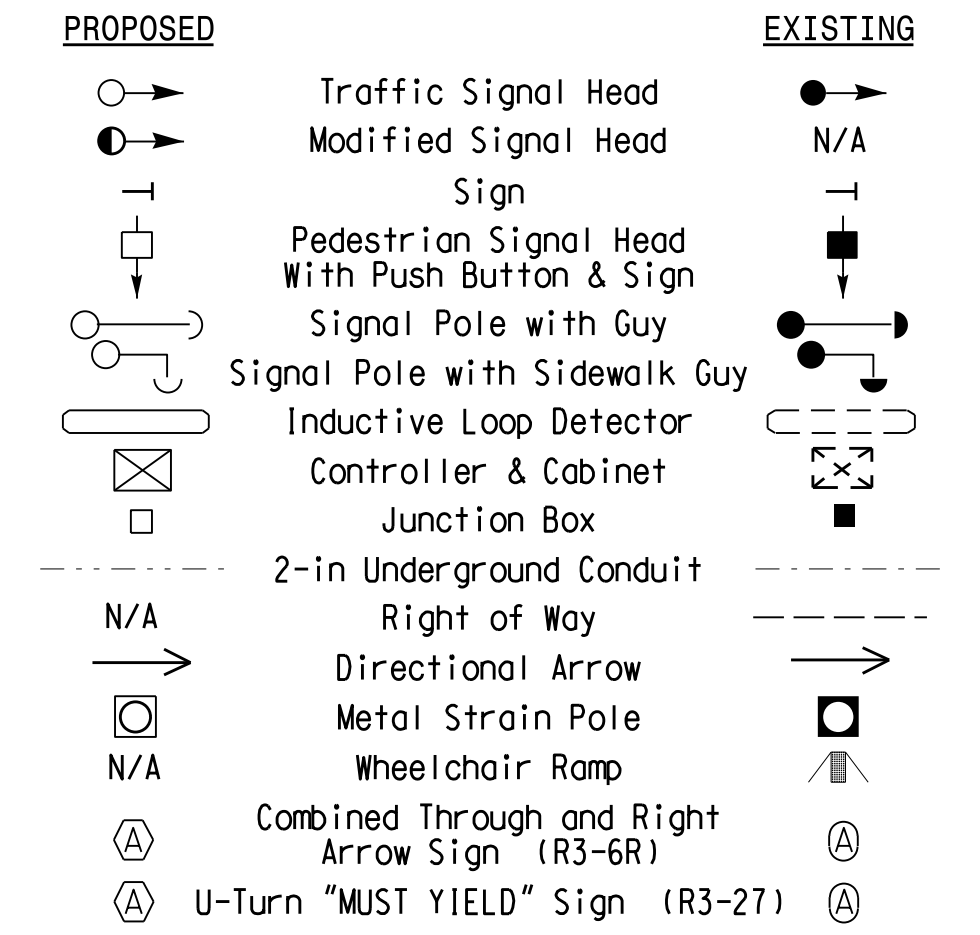 PROPOSED EXISTING
Traffic Signal Head
Modified Signal Head N/A
Sign
Pedestrian Signal Head
With Push Button & Sign
Signal Pole with Guy
Signal Pole with Sidewalk Guy
Inductive Loop Detector
Controller & Cabinet
Junction Box
2-in Underground Conduit
N/A Right of Way
Directional Arrow
Metal Strain Pole
N/A Wheelchair Ramp
Combined Through and Right
A Arrow Sign (R3-6R) A
A U-Turn "MUST YIELD" Sign (R3-27) A